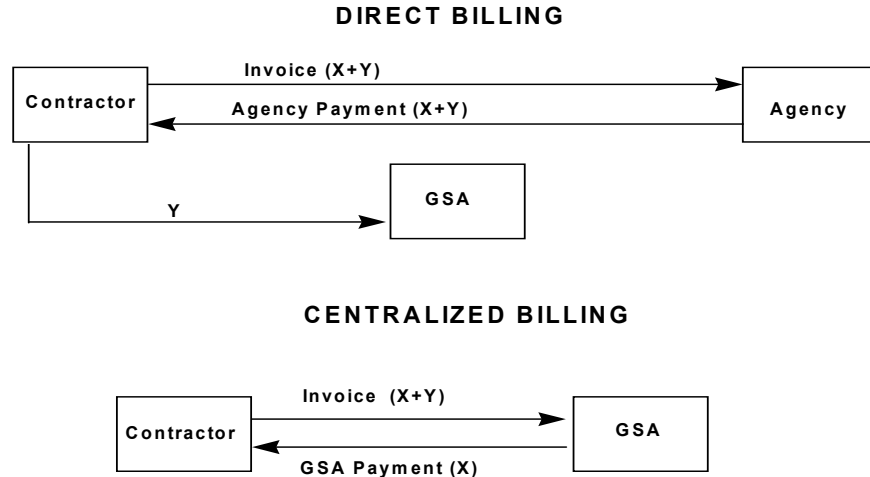 DIRECT BILLING
Invoice (X+Y)
Contractor
Agency Payment (X+Y)
Agency
GSA
Y
CENTRALIZED BILLING
Invoice (X+Y)
Contractor
GSA
GSA Payment (X)